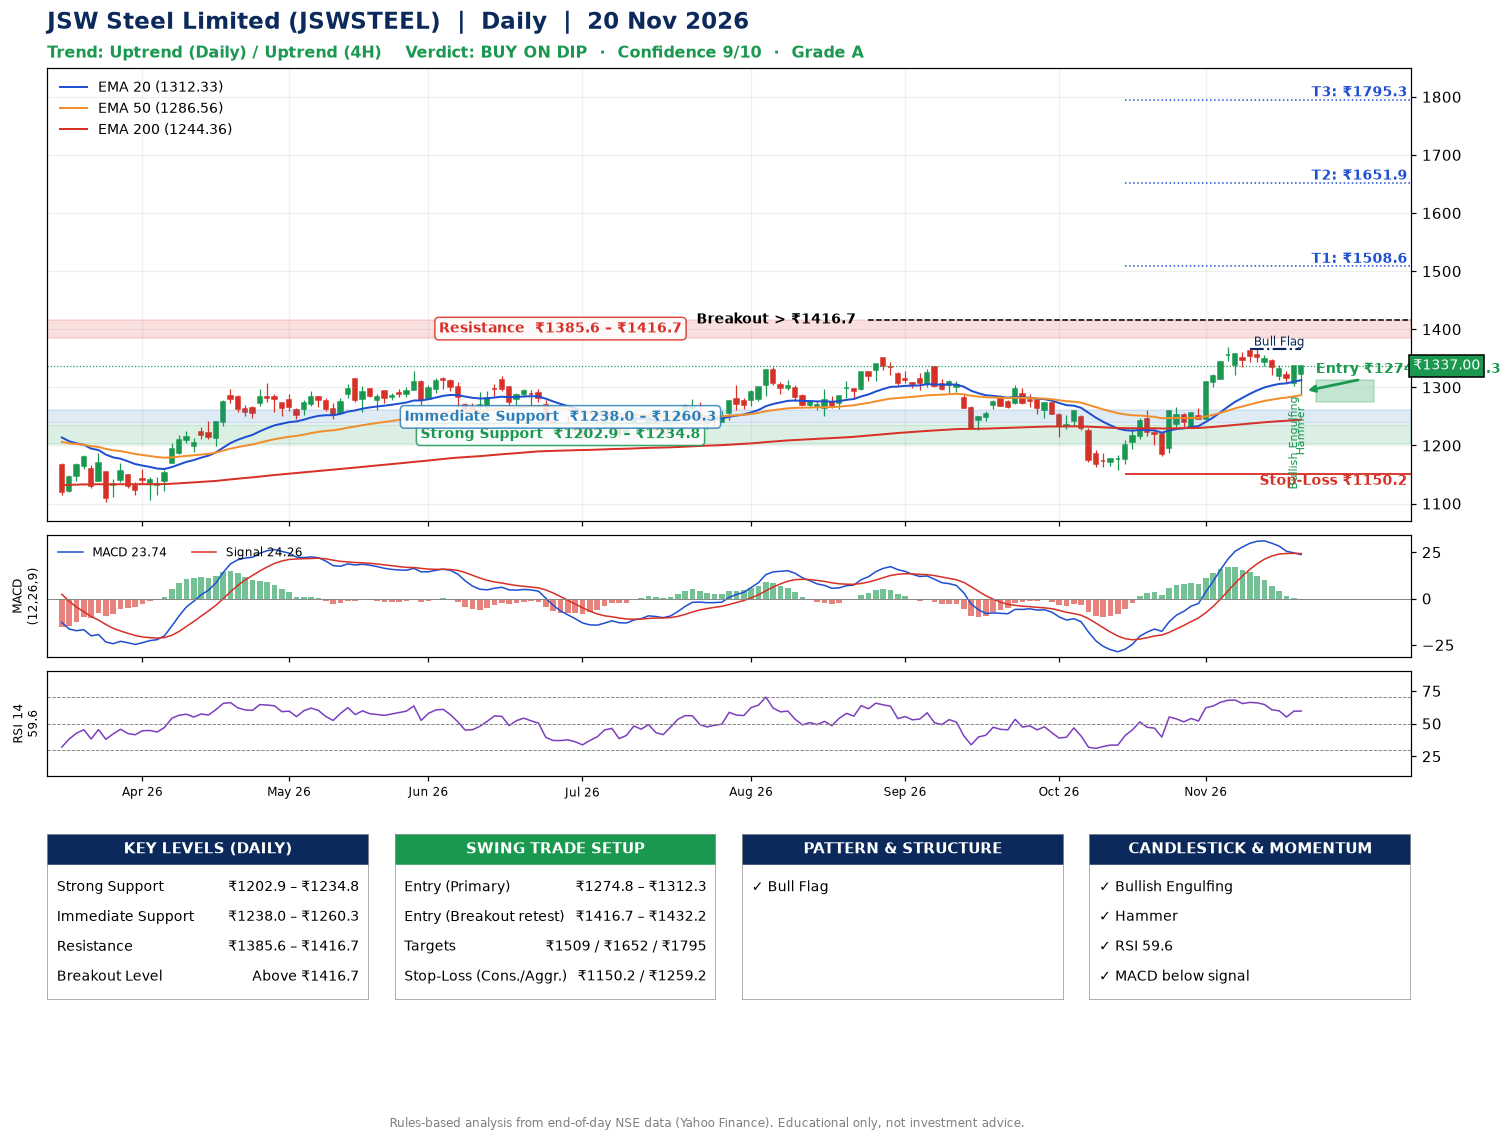 JSW Steel Limited (JSWSTEEL)  |  Daily  |  20 Nov 2026
Trend: Uptrend (Daily) / Uptrend (4H)    Verdict: BUY ON DIP  ·  Confidence 9/10  ·  Grade A
EMA 20 (1312.33)
EMA 50 (1286.56)
EMA 200 (1244.36)
T3: ₹1795.3
T2: ₹1651.9
T1: ₹1508.6
Resistance  ₹1385.6 – ₹1416.7
Breakout > ₹1416.7
Bull Flag
Entry ₹1274
₹1337.00
.3
Immediate Support  ₹1238.0 – ₹1260.3
Strong Support  ₹1202.9 – ₹1234.8
Bullish Engulfing
Hammer
Stop-Loss ₹1150.2
1800
1700
1600
1500
1400
1300
1200
1100
MACD 23.74
Signal 24.26
MACD
(12,26,9)
25
0
−25
RSI 14
59.6
75
50
25
Apr 26
May 26
Jun 26
Jul 26
Aug 26
Sep 26
Oct 26
Nov 26
KEY LEVELS (DAILY)
Strong Support ₹1202.9 – ₹1234.8
Immediate Support ₹1238.0 – ₹1260.3
Resistance ₹1385.6 – ₹1416.7
Breakout Level Above ₹1416.7
SWING TRADE SETUP
Entry (Primary) ₹1274.8 – ₹1312.3
Entry (Breakout retest) ₹1416.7 – ₹1432.2
Targets ₹1509 / ₹1652 / ₹1795
Stop-Loss (Cons./Aggr.) ₹1150.2 / ₹1259.2
PATTERN & STRUCTURE
✓ Bull Flag
CANDLESTICK & MOMENTUM
✓ Bullish Engulfing
✓ Hammer
✓ RSI 59.6
✓ MACD below signal
Rules-based analysis from end-of-day NSE data (Yahoo Finance). Educational only, not investment advice.